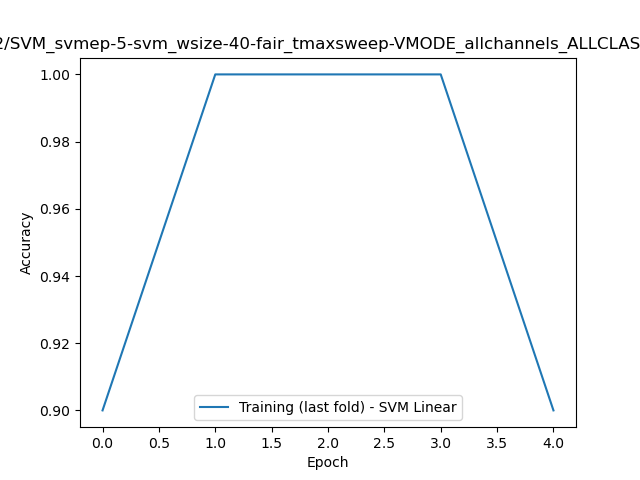 2/SVM_svmep-5-svm_wsize-40-fair_tmaxsweep-VMODE_allchannels_ALLCLAS
1.00
0.98
0.96
0.94
0.92
0.90
Accuracy
Training (last fold) - SVM Linear
0.0 0.5 1.0 1.5 2.0 2.5 3.0 3.5 4.0
Epoch